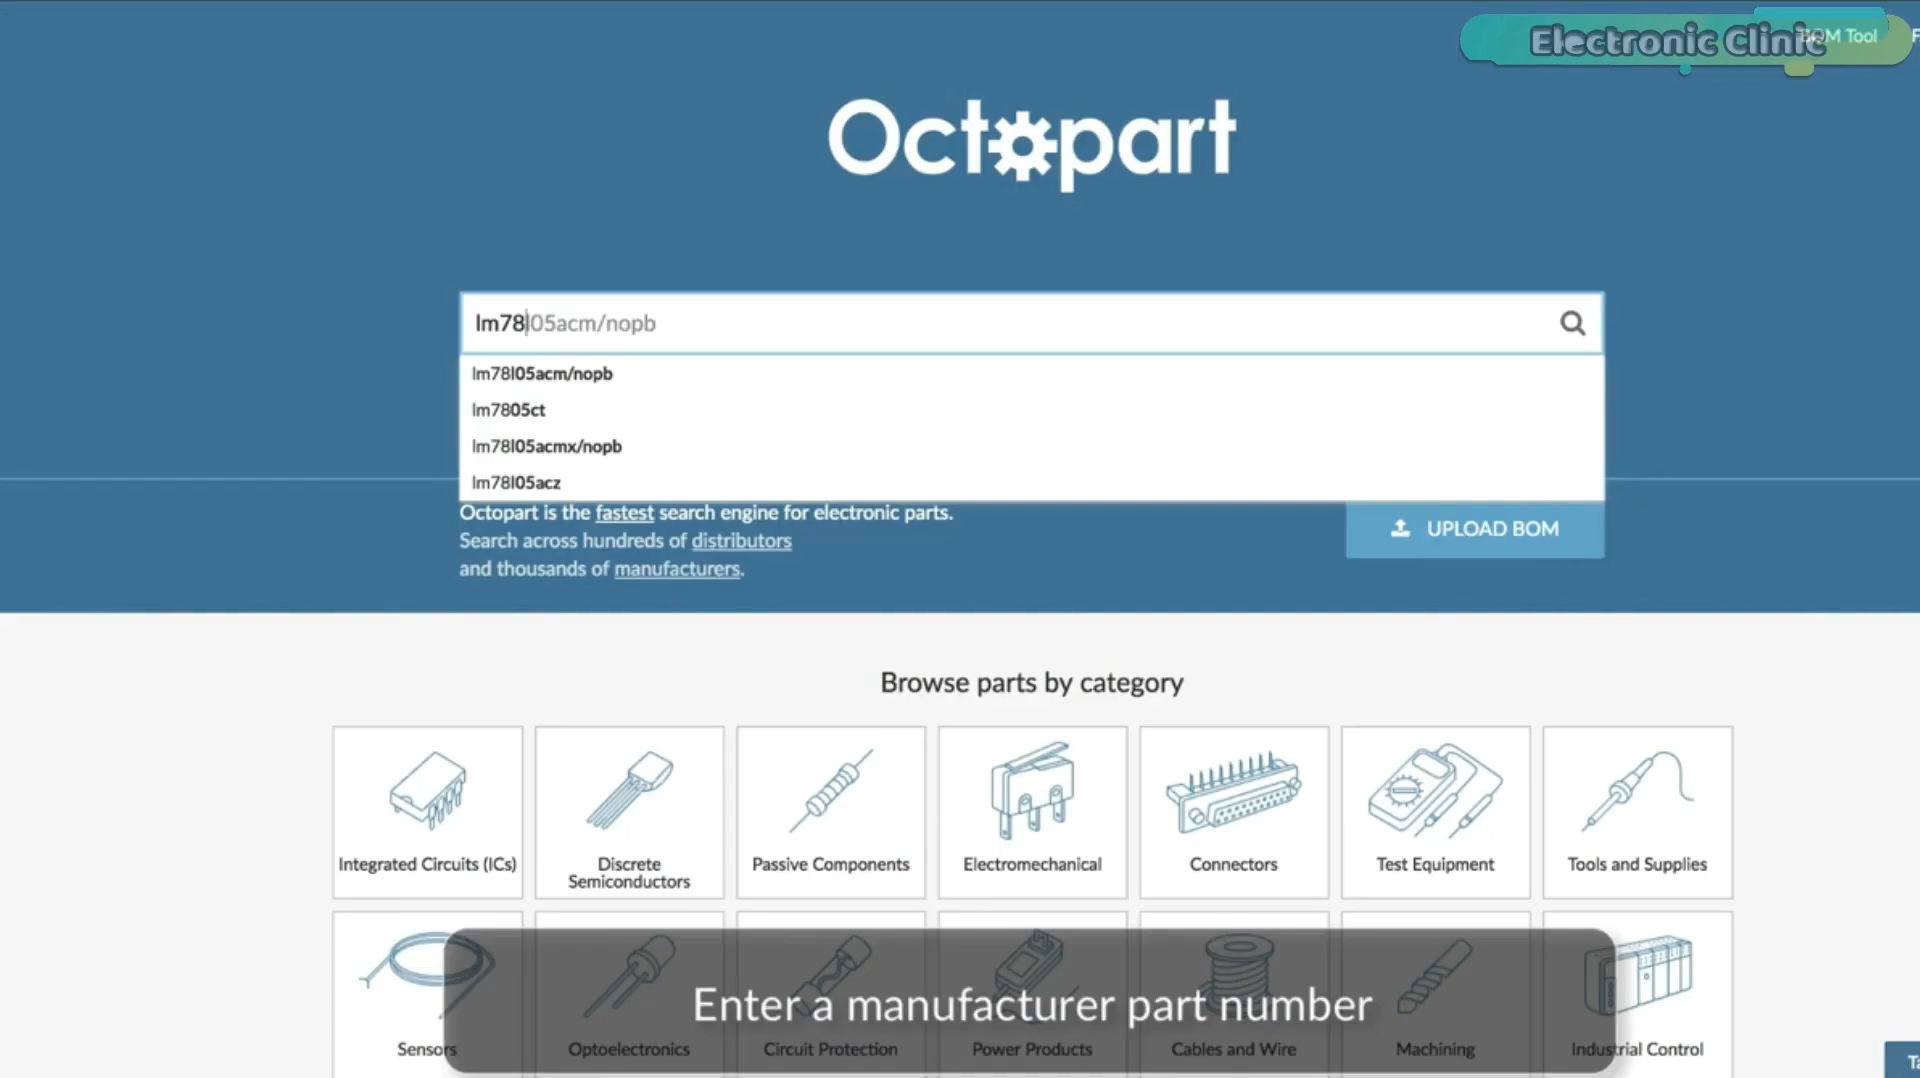 Electronic Clinic
BOM Tool
Octopart
lm78l05acm/nopb
lm78l05acm/nopb
lm7805ct
lm78l05acmx/nopb
lm78l05acz
Octopart is the fastest search engine for electronic parts.
Search across hundreds of distributors
and thousands of manufacturers.
UPLOAD BOM
Browse parts by category
Integrated Circuits (ICs)
Discrete
Semiconductors
Passive Components
Electromechanical
Connectors
Test Equipment
Tools and Supplies
Enter a manufacturer part number
Sensors
Optoelectronics
Circuit Protection
Power Products
Cables and Wire
Machining
Industrial Control